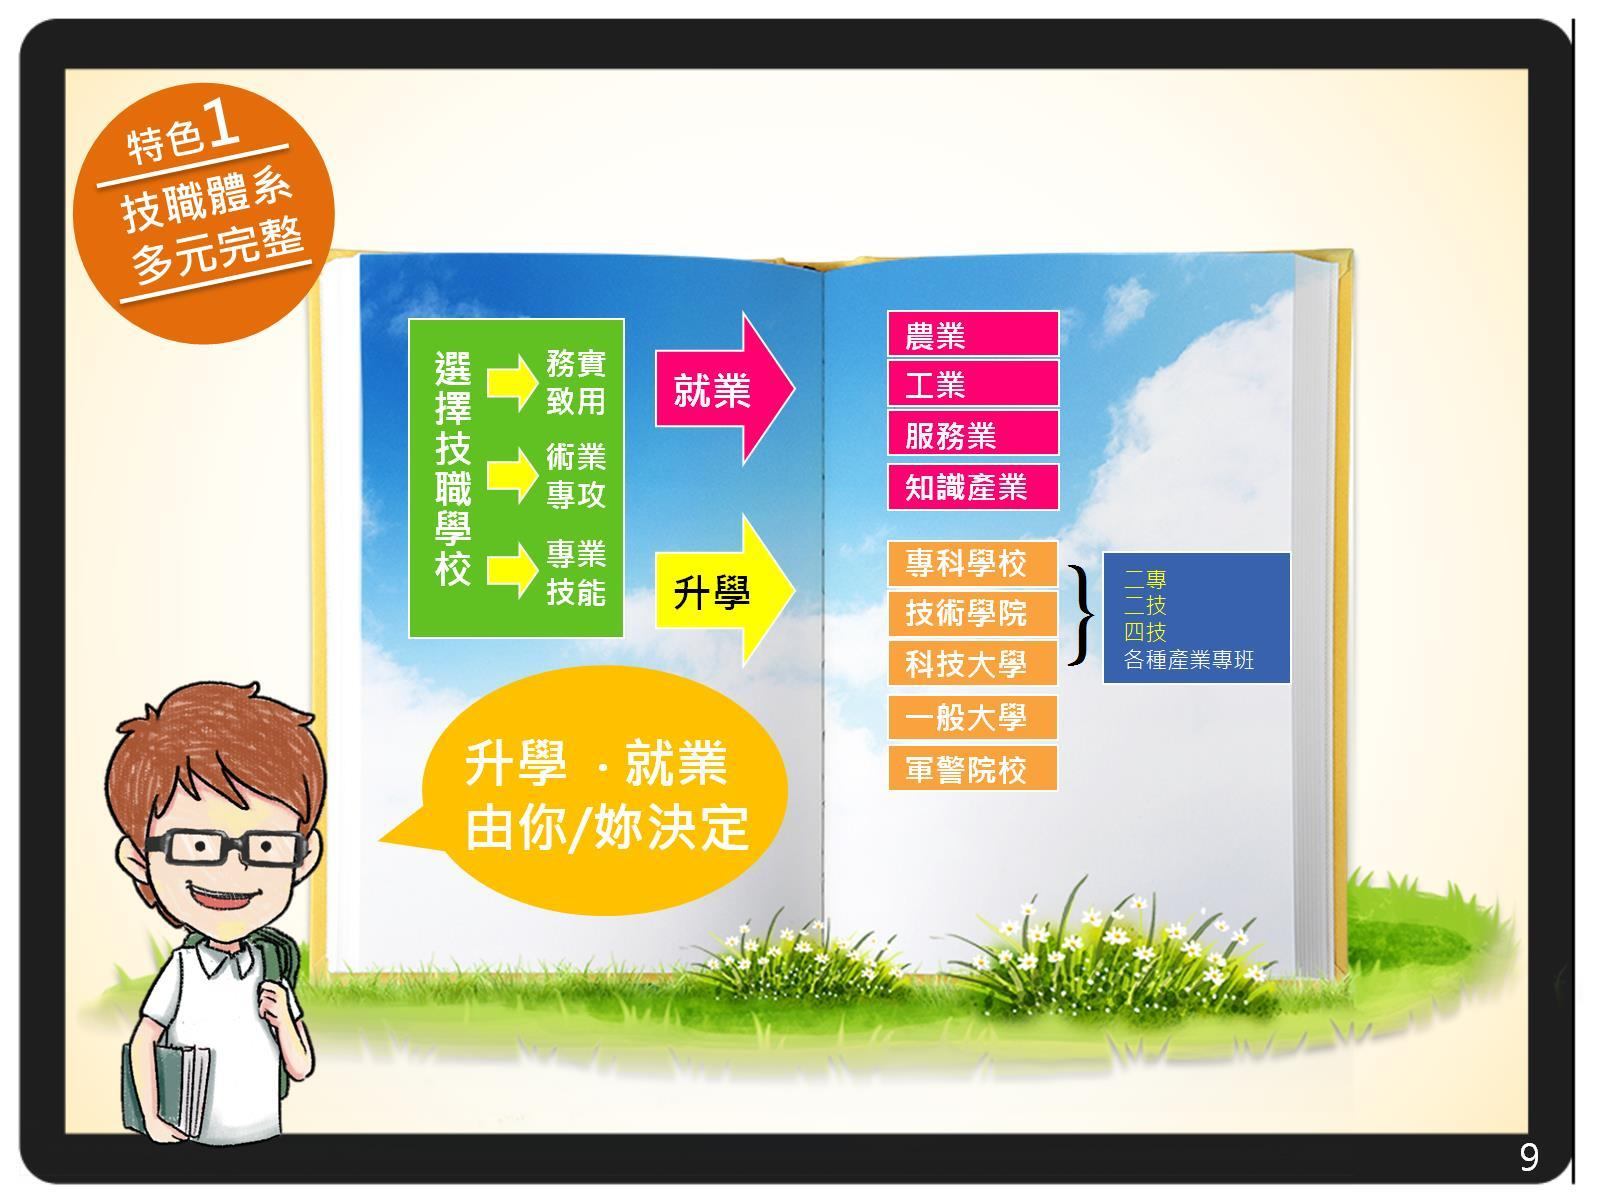 特色1
技職體系
多元完整
選擇技職學校
務實
致用
術業
專攻
專業
技能
就業
升學
農業
工業
服務業
知識產業
專科學校
技術學院
科技大學
一般大學
軍警院校
}
二專
二技
四技
各種產業專班
升學 ‧就業
由你/妳決定
9